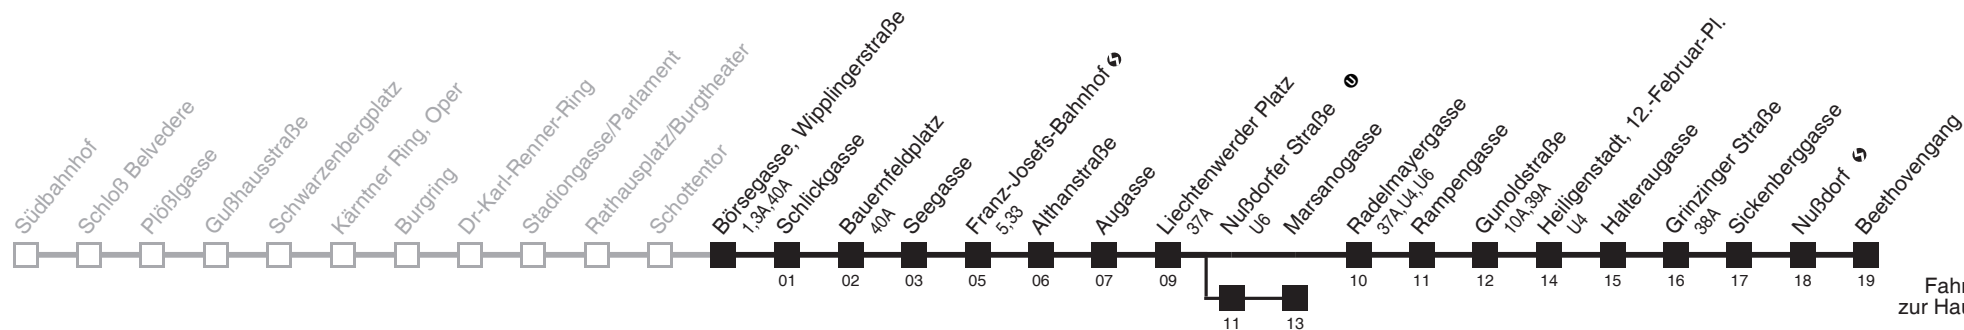 Südbahnhof
Schloß Belvedere
Plößlgasse
Gußhausstraße
Schwarzenbergplatz
Kärntner Ring, Oper
Burgring
Dr-Karl-Renner-Ring
Stadiongasse/Parlament
Rathausplatz/Burgtheater
Schottentor
Börsegasse, Wipplingerstraße
1,3A,40A
Schlickgasse
Bauernfeldplatz
40A
Seegasse
Franz-Josefs-Bahnhof
5,33
Althanstraße
Augasse
Liechtenwerder Platz
37A
Nußdorfer Straße U
U6
Marsanogasse
Radelmayergasse
37A,U4,U6
Rampengasse
Gunoldstraße
10A,39A
Heiligenstadt, 12.-Februar-Pl.
U4
Halteraugasse
Grinzinger Straße
38A
Sickenberggasse
Nußdorf
Beethovengang
01 02 03 05 06 07 09 10 11 12 14 15 16 17 18 19
11 13
Fahr
zur Hau